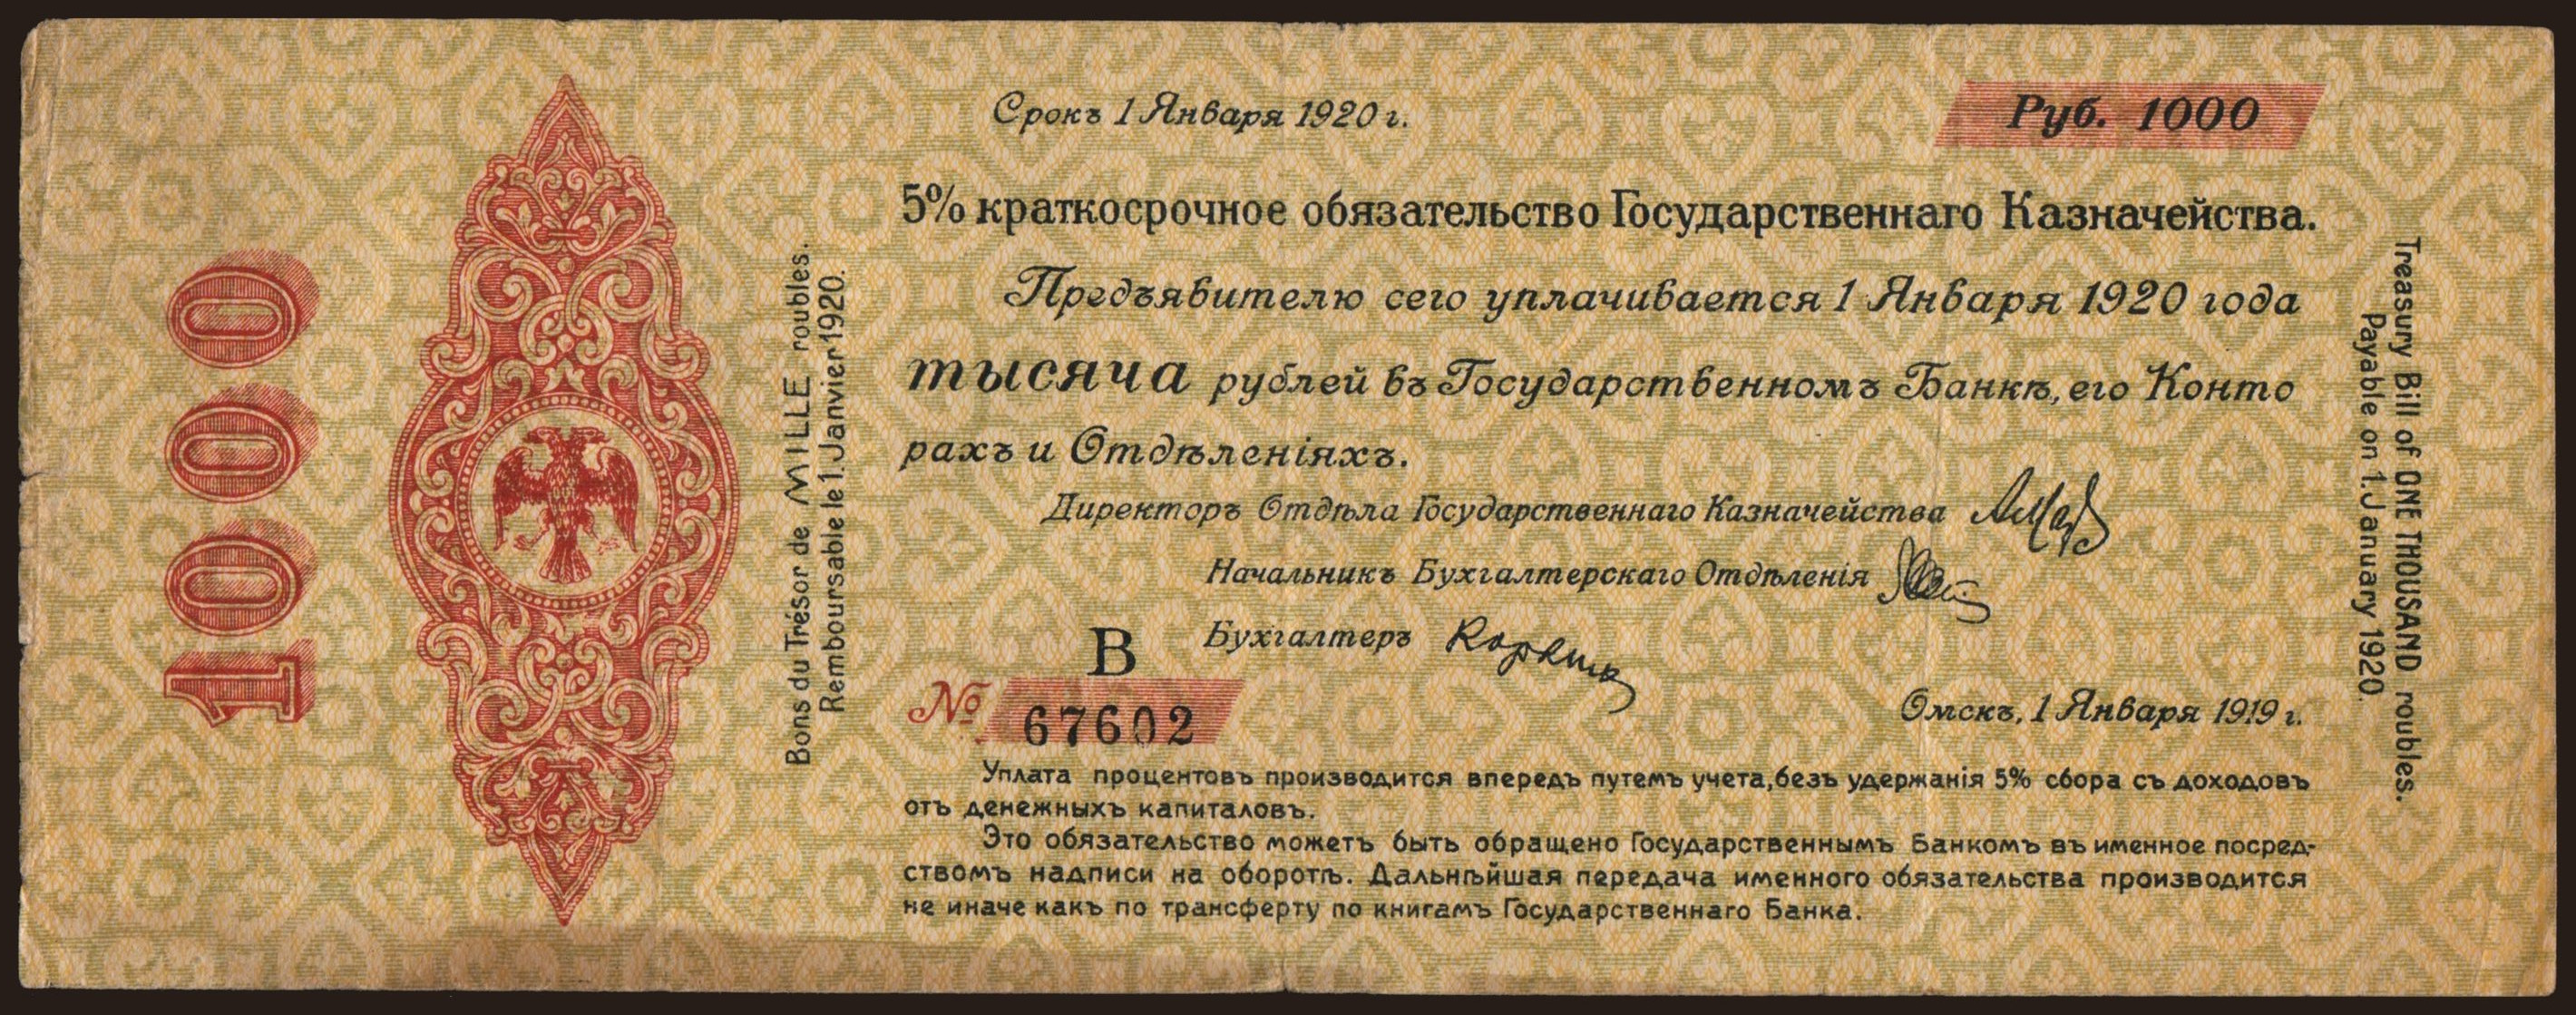 1000
Bons du Trésor de MILLE roubles.
Remboursable le 1. Janvier 1920.
Срокъ 1 Января 1920 г.
Руб. 1000
5% краткосрочное обязательство Государственнаго Казначейства.
Предъявителю сего уплачивается 1 Января 1920 года
тысяча рублей въ Государственномъ Банкѣ, его Конто
рахъ и Отдѣленіяхъ.
Директоръ Отдѣла Государственнаго Казначейства
Начальникъ Бухгалтерскаго Отдѣленія
В Бухгалтеръ
№ 67602
Омскъ, 1 Января 1919 г.
Уплата процентовъ производится впередъ путемъ учета, безъ удержанія 5% сбора съ доходовъ
отъ денежныхъ капиталовъ.
Это обязательство можетъ быть обращено Государственнымъ Банкомъ въ именное посред-
ствомъ надписи на оборотѣ. Дальнѣйшая передача именного обязательства производится
не иначе какъ по трансферту по книгамъ Государственнаго Банка.
Treasury Bill of ONE THOUSAND roubles.
Payable on 1. January 1920.